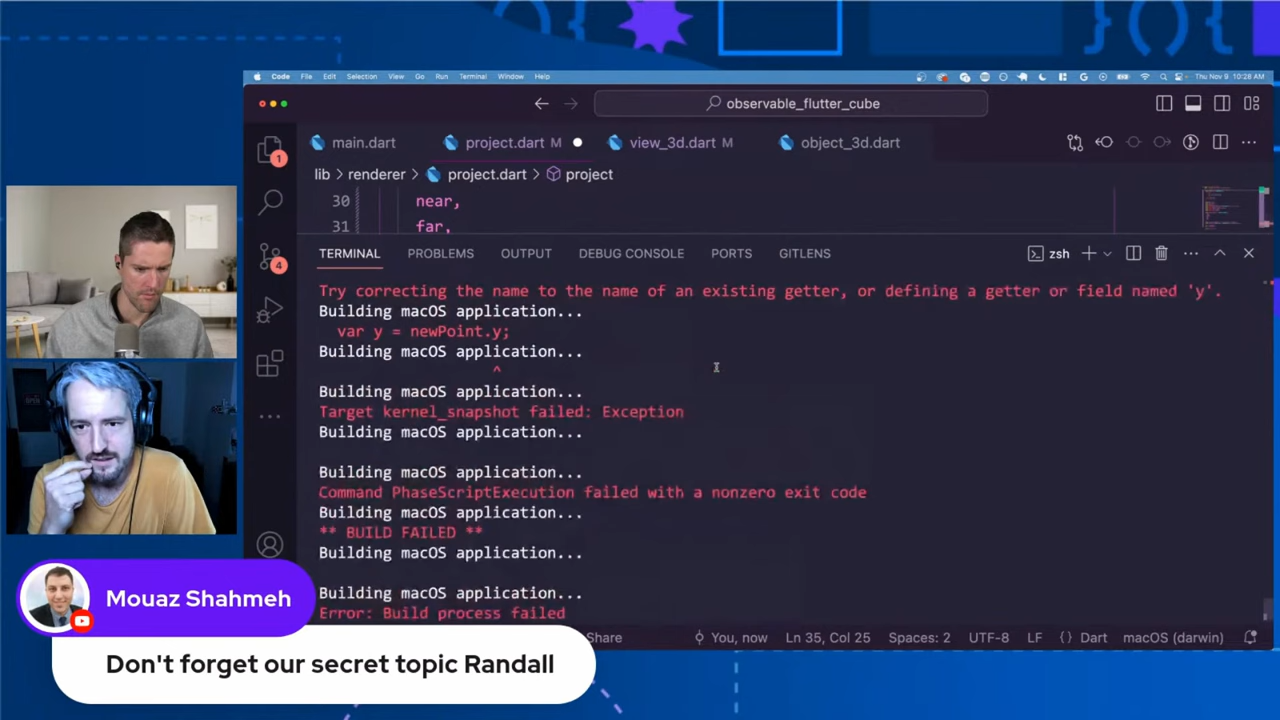 Code File Edit Selection View Go Run Terminal Window Help
Thu Nov 9 10:28 AM
observable_flutter_cube
main.dart
project.dart M
view_3d.dart M
object_3d.dart
lib > renderer > project.dart > project
30 near,
31 far,
1
4
TERMINAL PROBLEMS OUTPUT DEBUG CONSOLE PORTS GITLENS
zsh
Try correcting the name to the name of an existing getter, or defining a getter or field named 'y'.
Building macOS application...
var y = newPoint.y;
Building macOS application...
^
Building macOS application...
Target kernel_snapshot failed: Exception
Building macOS application...
Building macOS application...
Command PhaseScriptExecution failed with a nonzero exit code
Building macOS application...
** BUILD FAILED **
Building macOS application...
Building macOS application...
Error: Build process failed
Share You, now Ln 35, Col 25 Spaces: 2 UTF-8 LF {} Dart macOS (darwin)
Mouaz Shahmeh
Don't forget our secret topic Randall